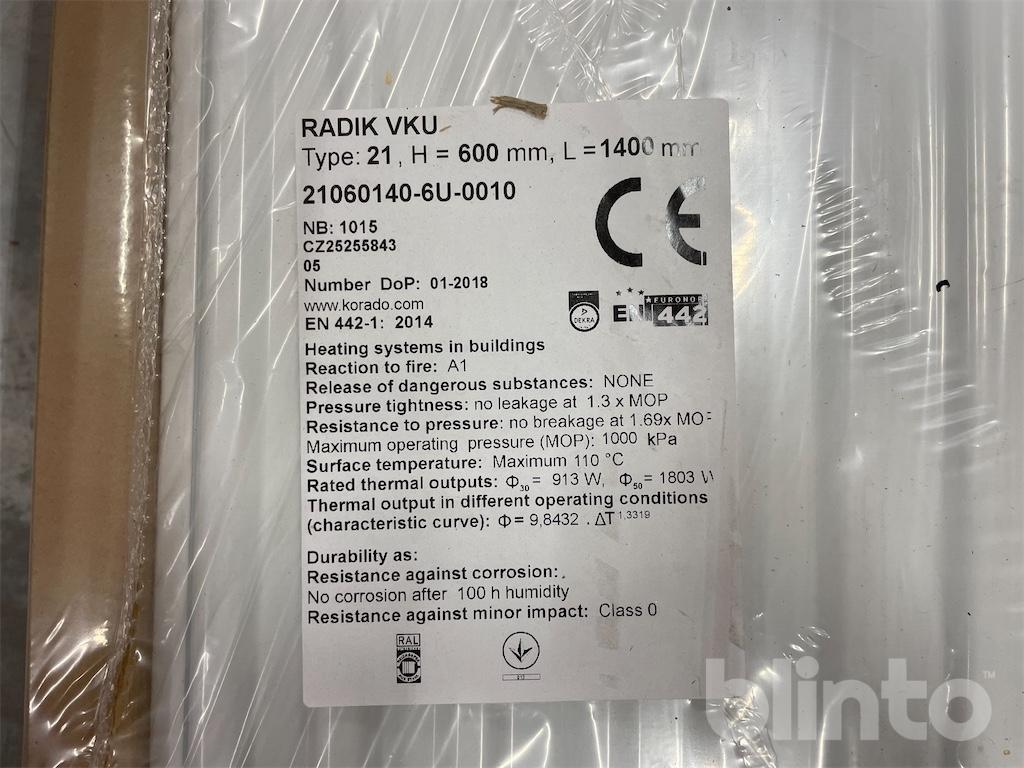 RADIK VKU
Type: 21, H = 600 mm, L = 1400 mm
21060140-6U-0010
CE
NB: 1015
CZ25255843
05
Number DoP: 01-2018
www.korado.com
EN 442-1: 2014
DEKRA
EN 442
Heating systems in buildings
Reaction to fire: A1
Release of dangerous substances: NONE
Pressure tightness: no leakage at 1.3 x MOP
Resistance to pressure: no breakage at 1.69x MOP
Maximum operating pressure (MOP): 1000 kPa
Surface temperature: Maximum 110 °C
Rated thermal outputs: Φ30 = 913 W, Φ50 = 1803 W
Thermal output in different operating conditions
(characteristic curve): Φ = 9,8432 . ΔT 1,3319
Durability as:
Resistance against corrosion:.
No corrosion after 100 h humidity
Resistance against minor impact: Class 0
RAL
blinto™